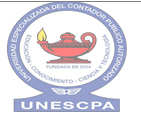 UNIVERSIDAD ESPECIALIZADA DEL CONTADOR PÚBLICO AUTORIZADO
EDUCACIÓN - CONOCIMIENTO - CIENCIA Y TECNOLOGÍA
FUNDADA EN 2004
UNESCPA